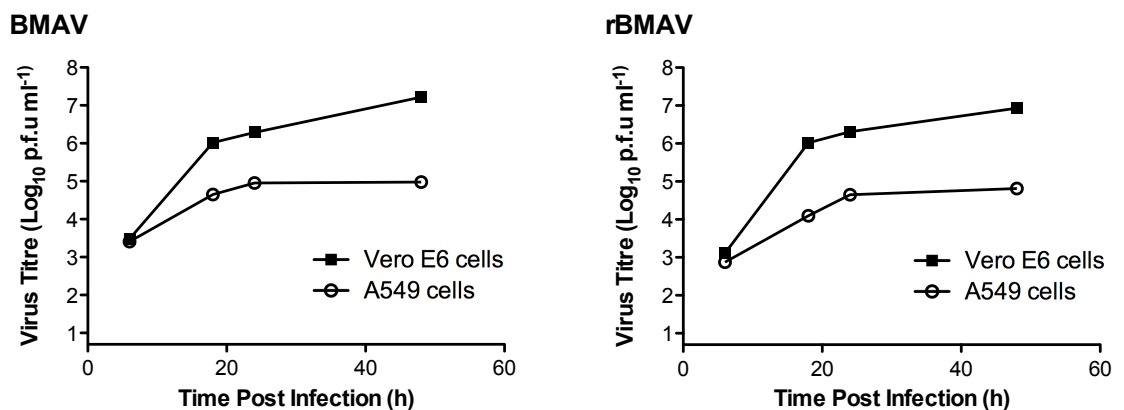 BMAV
Virus Titre (Log10 p.f.u ml-1)
8
7
6
5
4
3
2
1
0
20
40
60
Time Post Infection (h)
Vero E6 cells
A549 cells
rBMAV
Virus Titre (Log10 p.f.u ml-1)
8
7
6
5
4
3
2
1
0
20
40
60
Time Post Infection (h)
Vero E6 cells
A549 cells